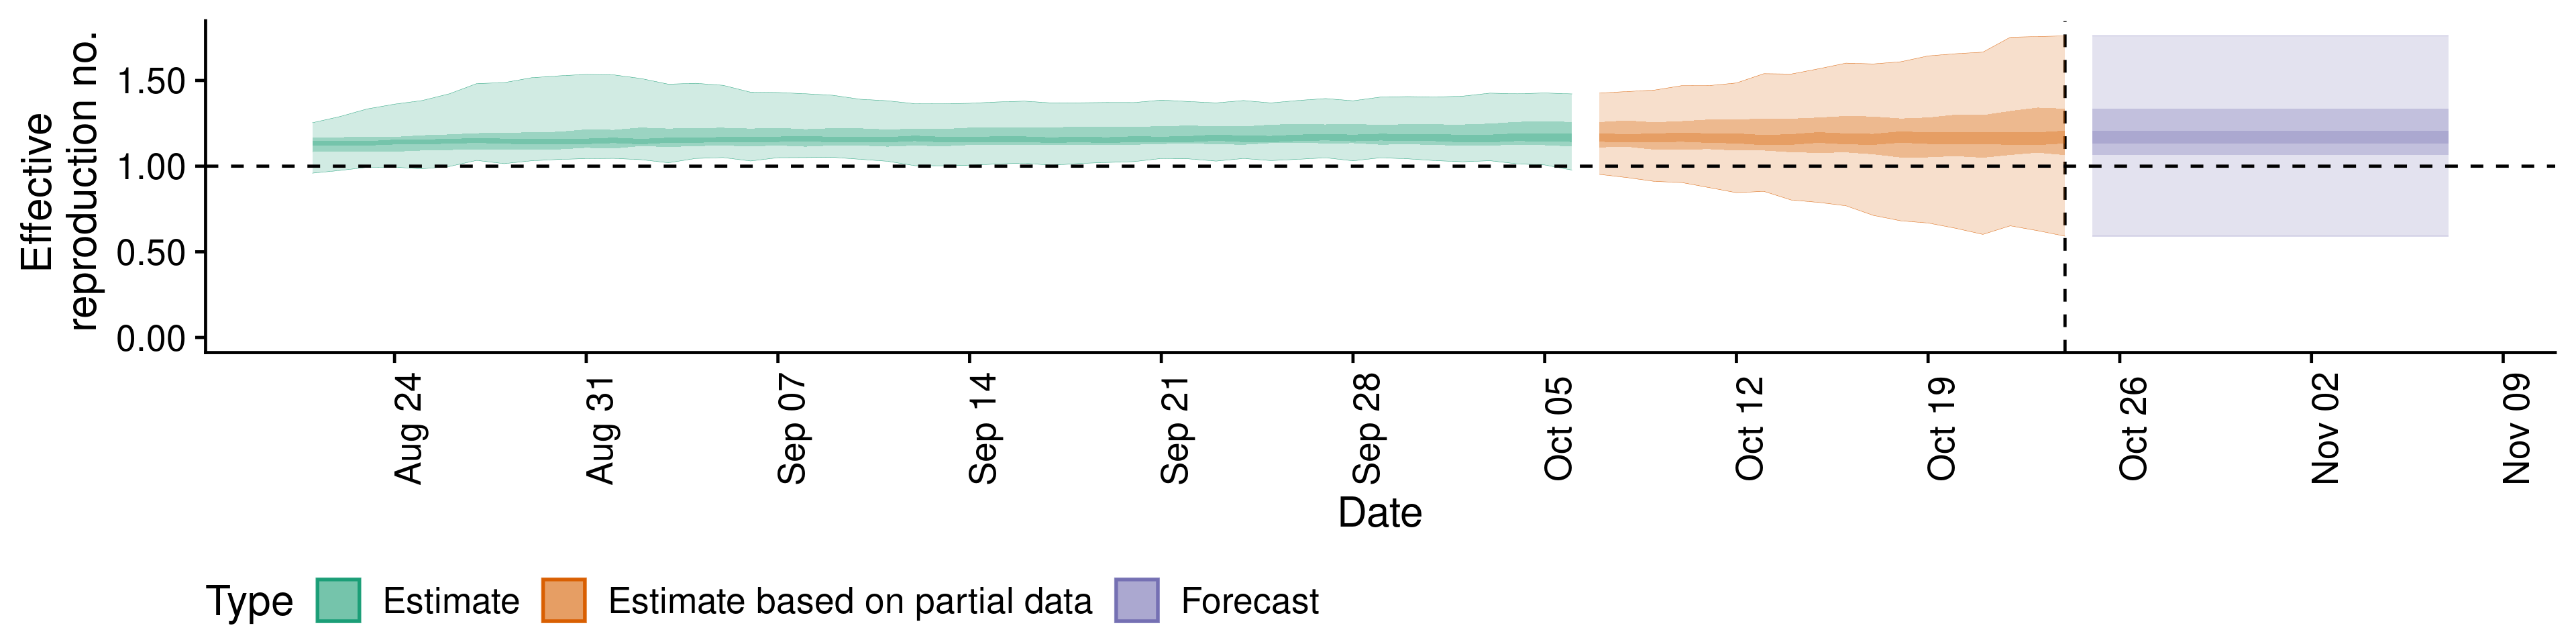 Effective
reproduction no.
1.50
1.00
0.50
0.00
Aug 24
Aug 31
Sep 07
Sep 14
Sep 21
Sep 28
Oct 05
Oct 12
Oct 19
Oct 26
Nov 02
Nov 09
Date
Type Estimate Estimate based on partial data Forecast